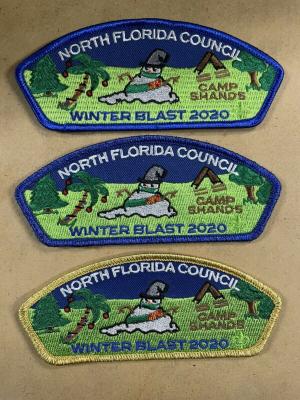 NORTH FLORIDA COUNCIL
CAMP
SHANDS
WINTER BLAST 2020
NORTH FLORIDA COUNCIL
CAMP
SHANDS
WINTER BLAST 2020
NORTH FLORIDA COUNCIL
CAMP
SHANDS
WINTER BLAST 2020